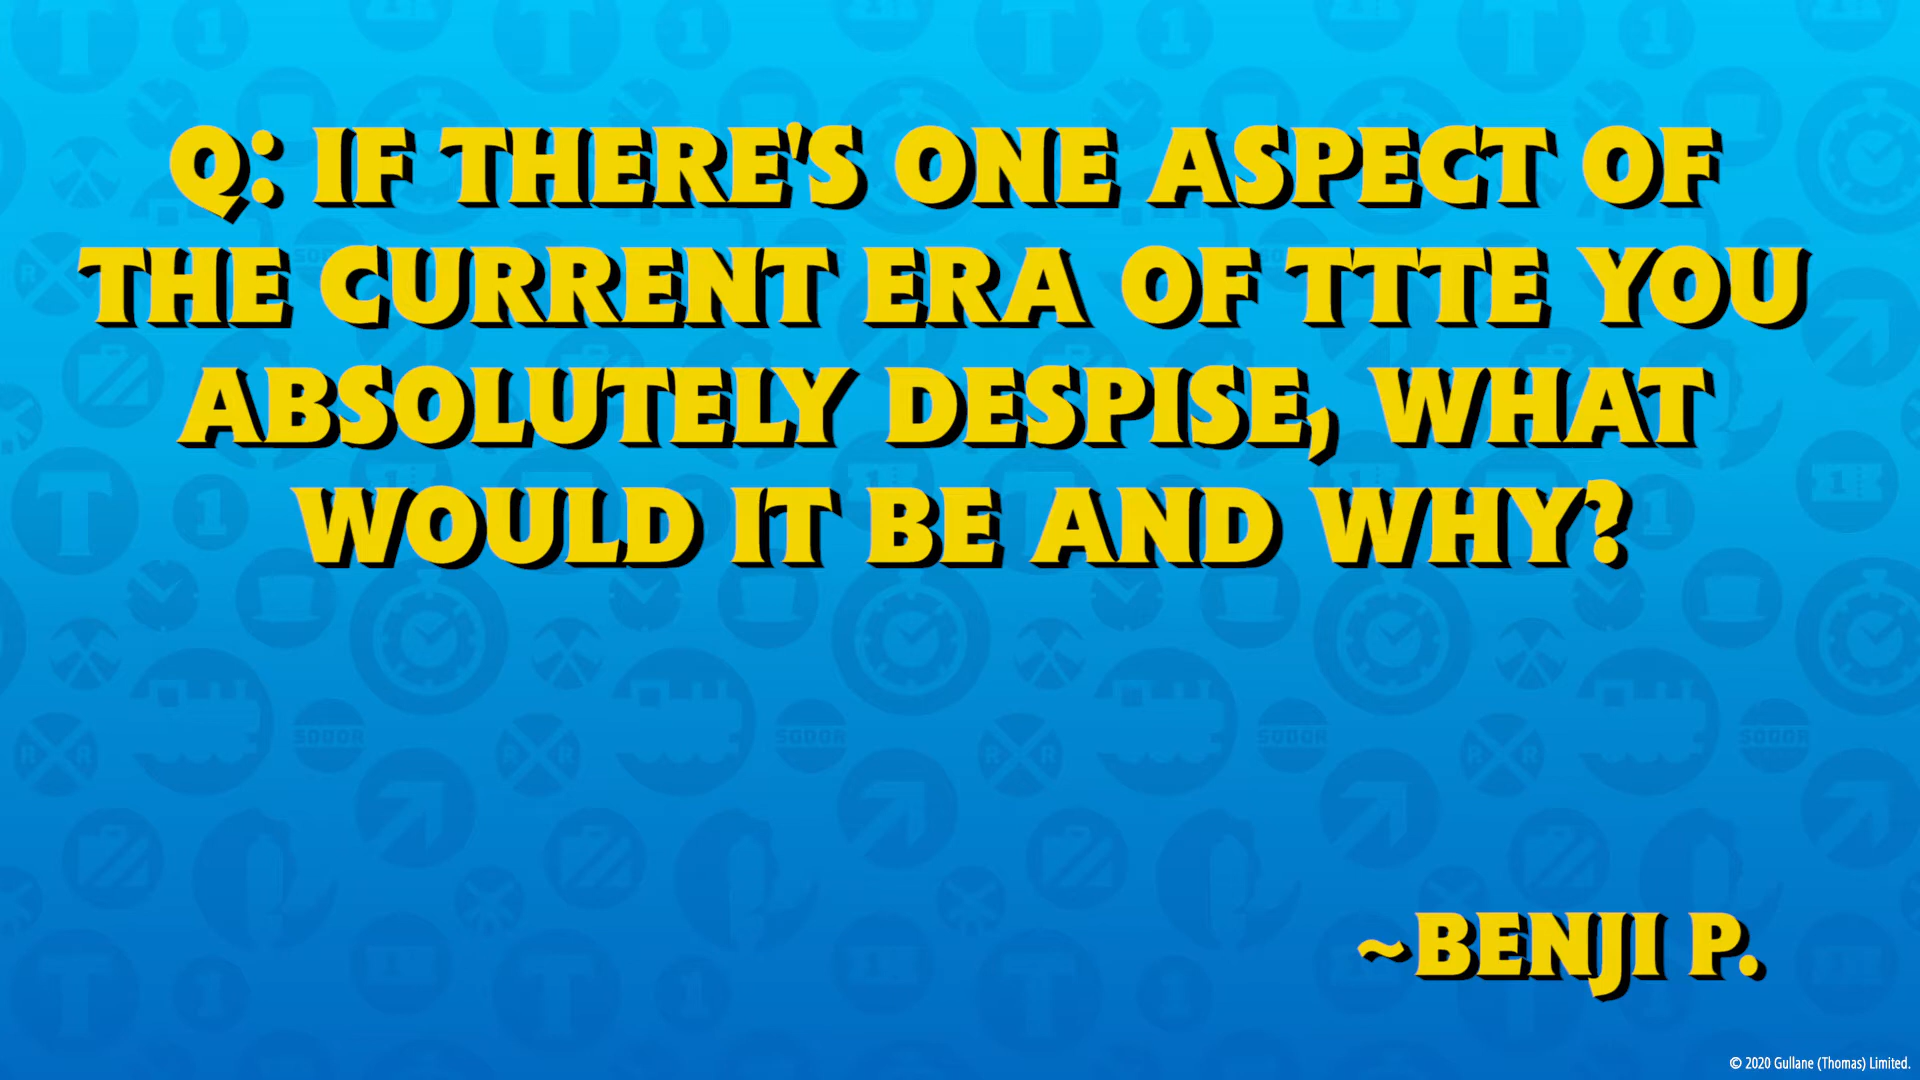 Q: IF THERE'S ONE ASPECT OF
THE CURRENT ERA OF TTTE YOU
ABSOLUTELY DESPISE, WHAT
WOULD IT BE AND WHY?
~BENJI P.
© 2020 Gullane (Thomas) Limited.